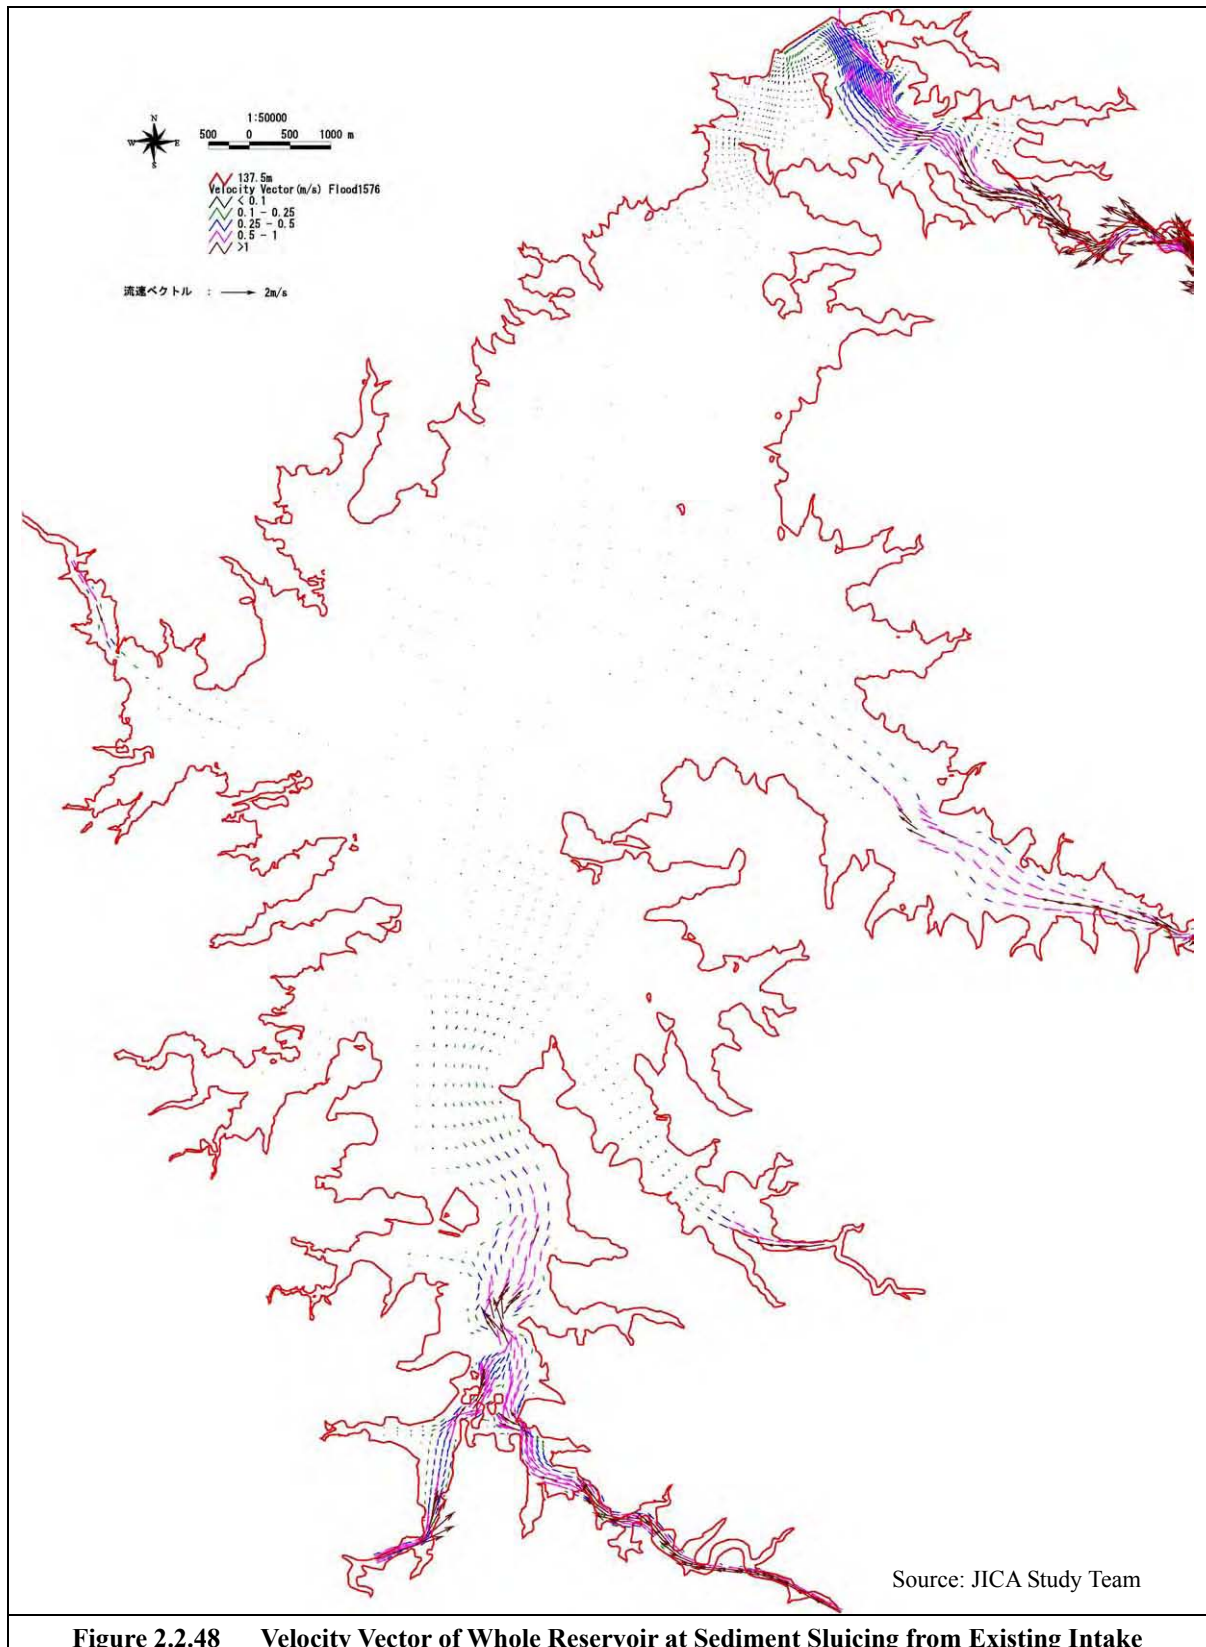 N
W E
S
1:50000
500 0 500 1000 m
137.5m
Velocity Vector(m/s) Flood1576
< 0.1
0.1 - 0.25
0.25 - 0.5
0.5 - 1
>1
流速ベクトル : 2m/s
Source: JICA Study Team
Figure 2.2.48 Velocity Vector of Whole Reservoir at Sediment Sluicing from Existing Intake